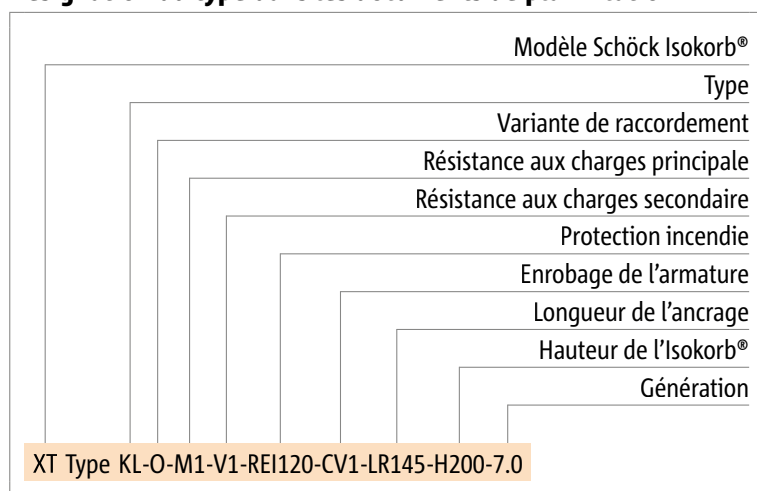 Modèle Schöck Isokorb®
Type
Variante de raccordement
Résistance aux charges principale
Résistance aux charges secondaire
Protection incendie
Enrobage de l'armature
Longueur de l'ancrage
Hauteur de l'Isokorb®
Génération
XT Type KL-O-M1-V1-REI120-CV1-LR145-H200-7.0